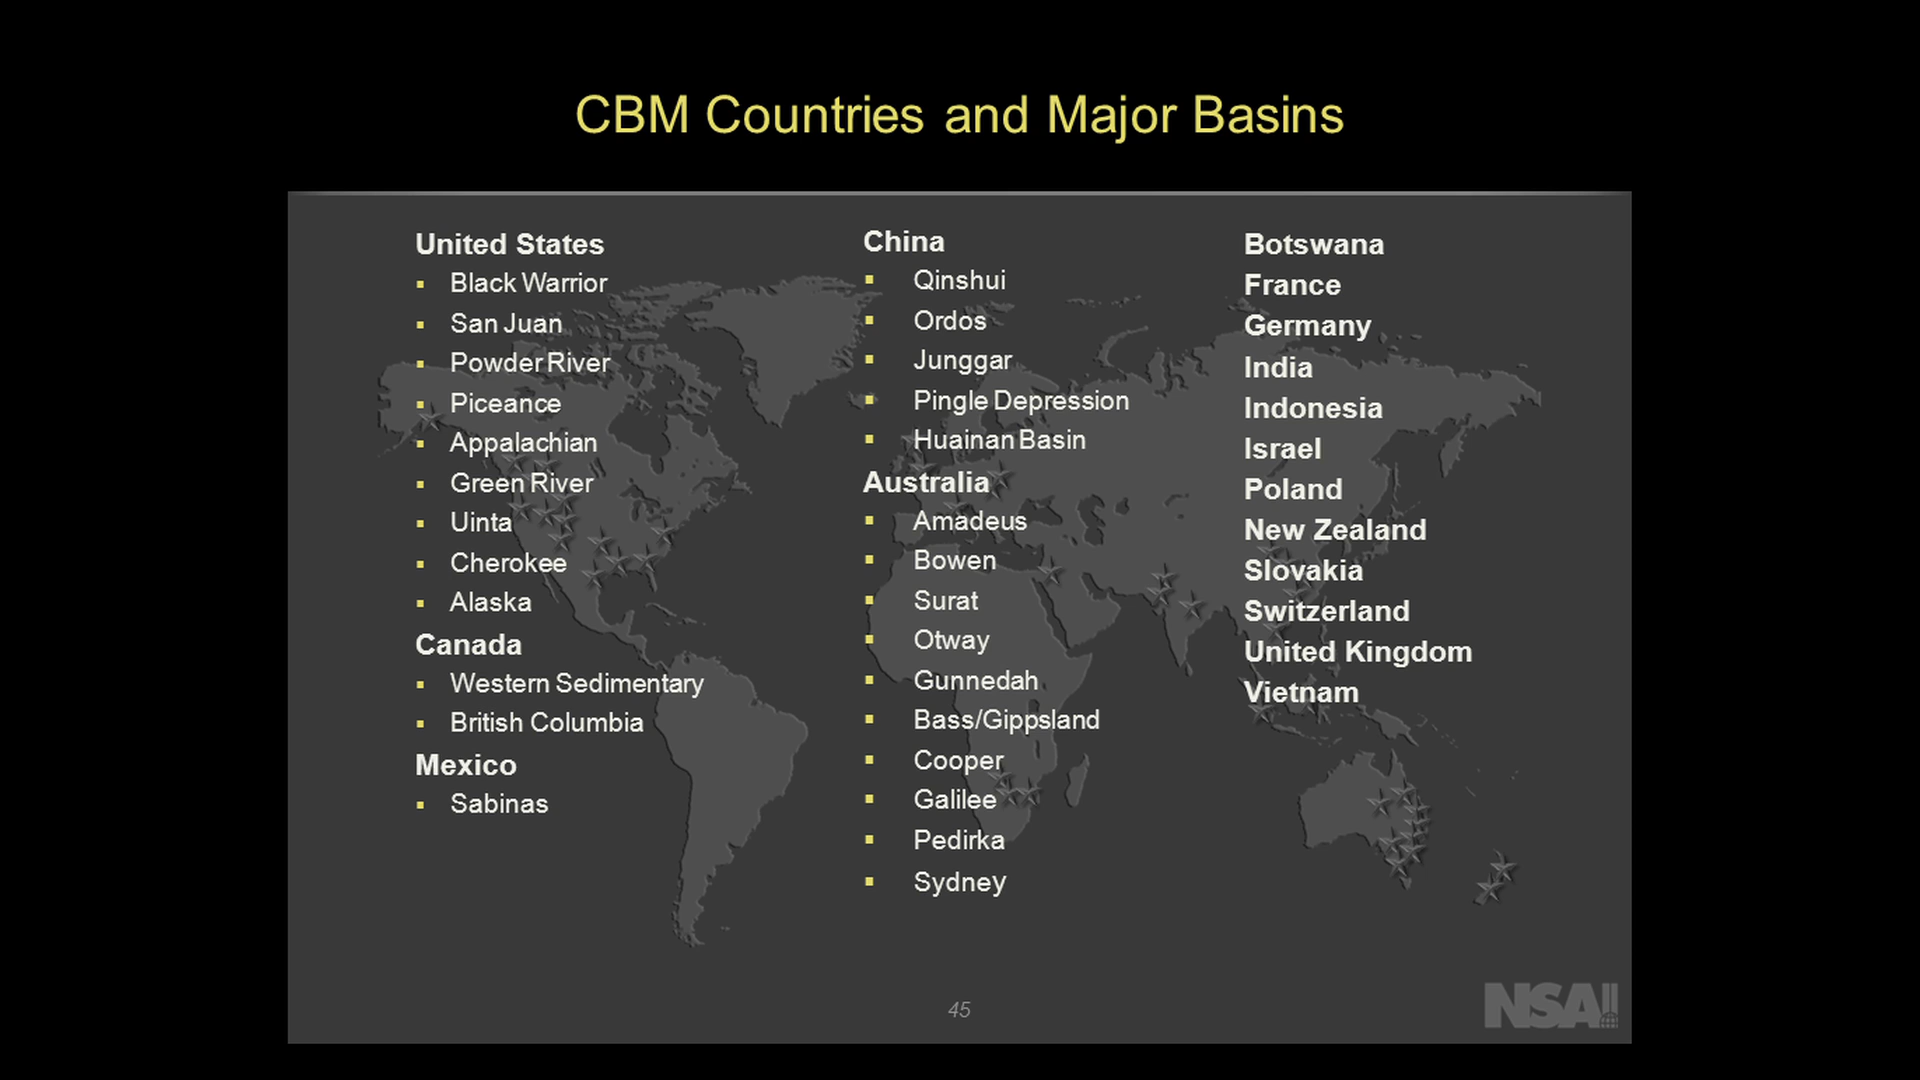 CBM Countries and Major Basins
United States
▪ Black Warrior
▪ San Juan
▪ Powder River
▪ Piceance
▪ Appalachian
▪ Green River
▪ Uinta
▪ Cherokee
▪ Alaska
Canada
▪ Western Sedimentary
▪ British Columbia
Mexico
▪ Sabinas
China
▪ Qinshui
▪ Ordos
▪ Junggar
▪ Pingle Depression
▪ Huainan Basin
Australia
▪ Amadeus
▪ Bowen
▪ Surat
▪ Otway
▪ Gunnedah
▪ Bass/Gippsland
▪ Cooper
▪ Galilee
▪ Pedirka
▪ Sydney
Botswana
France
Germany
India
Indonesia
Israel
Poland
New Zealand
Slovakia
Switzerland
United Kingdom
Vietnam
45
NSAI